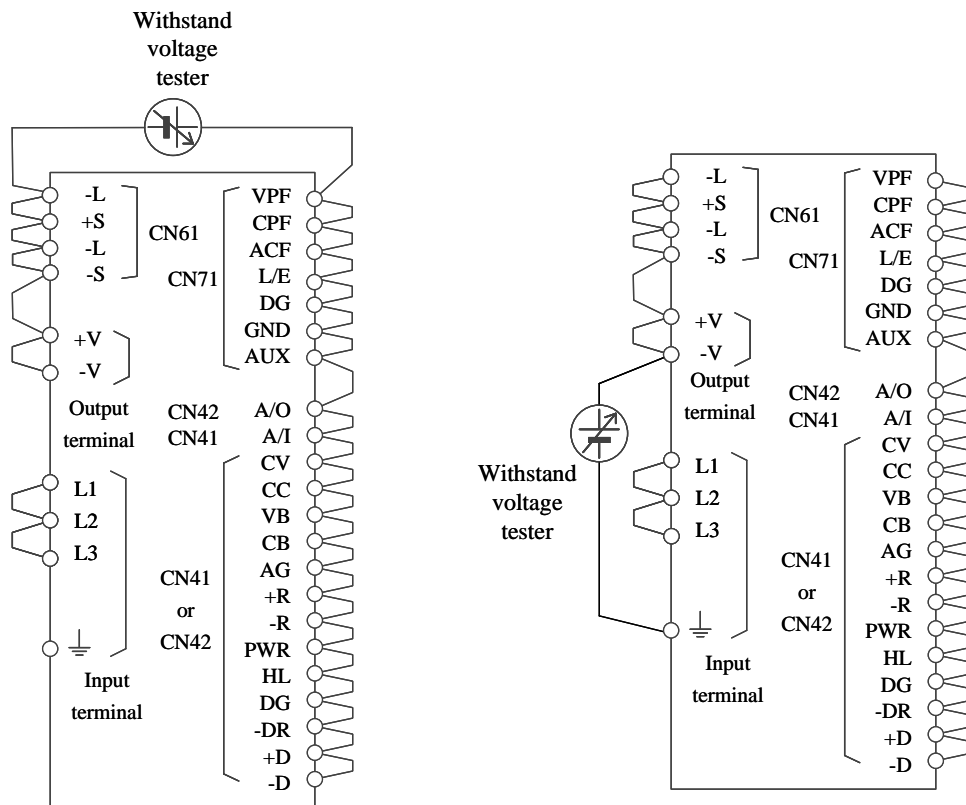 Withstand
voltage
tester
-L
+S
-L
-S
CN61
+V
-V
Output
terminal
L1
L2
L3
Input
terminal
VPF
CPF
ACF
L/E
DG
GND
AUX
CN71
CN42
A/O
CN41
A/I
CV
CC
VB
CB
AG
+R
-R
PWR
HL
DG
-DR
+D
-D
CN41
or
CN42
-L
+S
-L
-S
CN61
+V
-V
Output
terminal
Withstand
voltage
tester
L1
L2
L3
Input
terminal
VPF
CPF
ACF
L/E
DG
GND
AUX
CN71
CN42
A/O
CN41
A/I
CV
CC
VB
CB
AG
+R
-R
PWR
HL
DG
-DR
+D
-D
CN41
or
CN42